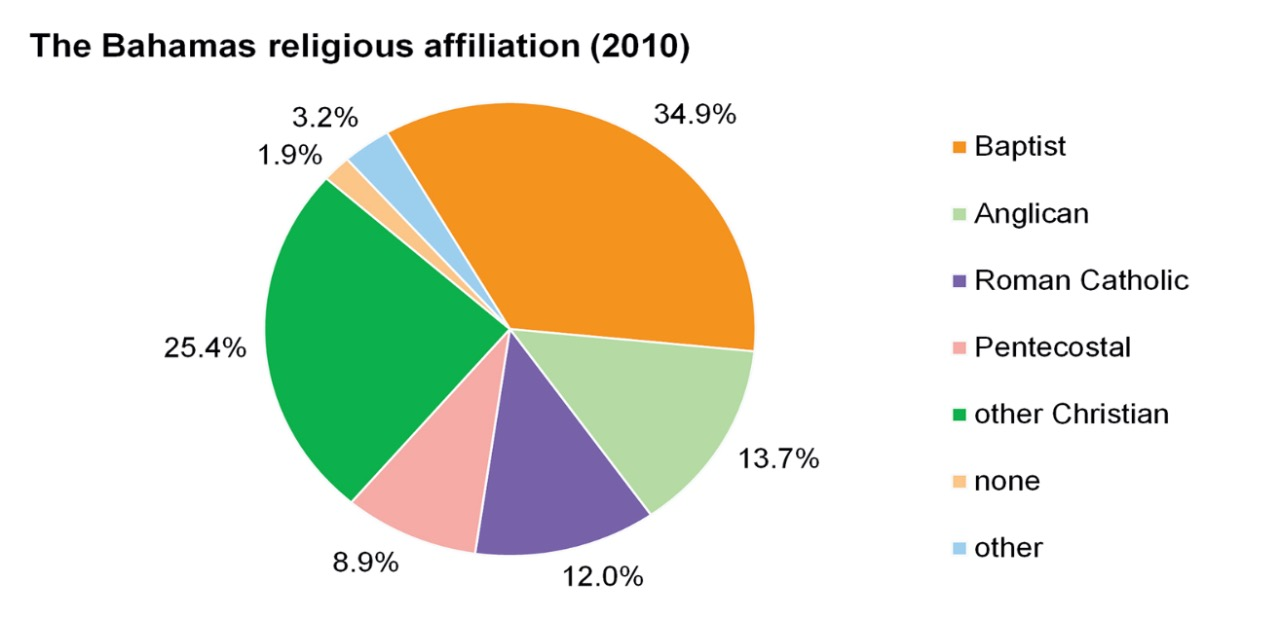 The Bahamas religious affiliation (2010)
3.2%
34.9%
1.9%
25.4%
13.7%
8.9%
12.0%
Baptist
Anglican
Roman Catholic
Pentecostal
other Christian
none
other